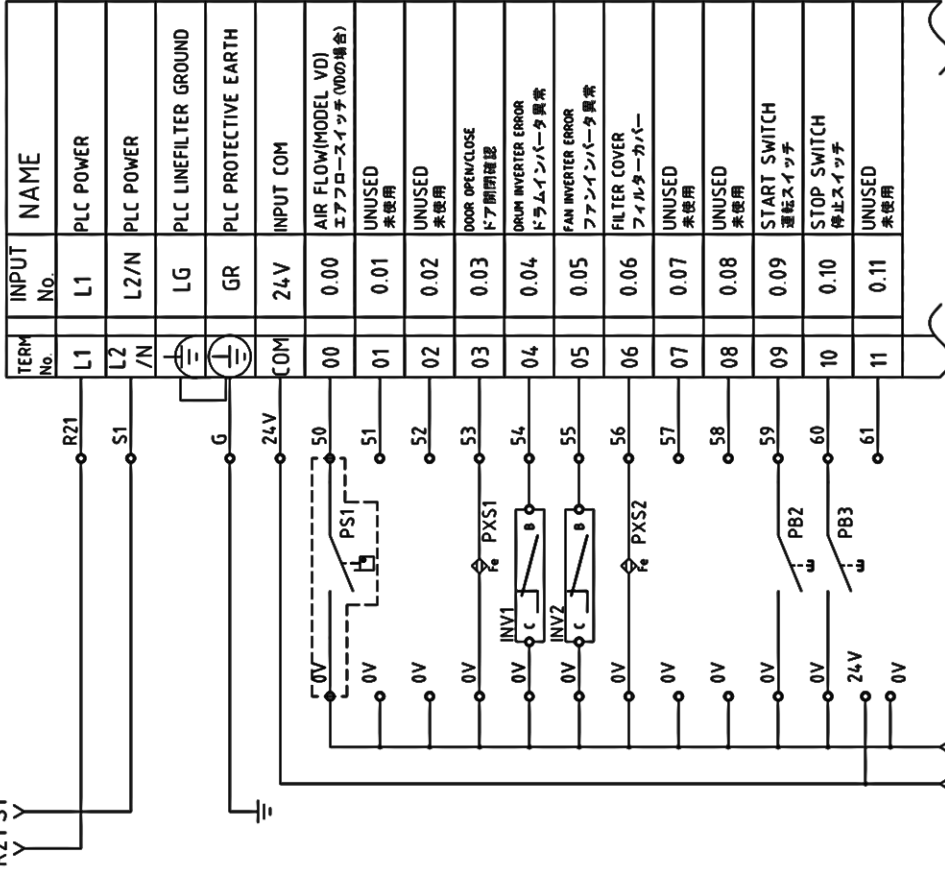 NAME
INPUT No.
TERM No.
PLC POWER
L1
L1
R21
PLC POWER
L2/N
L2
/N
S1
PLC LINEFILTER GROUND
LG
PLC PROTECTIVE EARTH
GR
G
INPUT COM
24V
COM
24V
AIR FLOW(MODEL VD)
エアフロースイッチ(VDの場合)
0.00
00
50
PS1
P
0V
UNUSED
未使用
0.01
01
51
0V
UNUSED
未使用
0.02
02
52
0V
DOOR OPEN/CLOSE
ドア開閉確認
0.03
03
53
PXS1
Fe
0V
DRUM INVERTER ERROR
ドラムインバータ異常
0.04
04
54
INV1
B
C
0V
FAN INVERTER ERROR
ファンインバータ異常
0.05
05
55
INV2
B
C
0V
FILTER COVER
フィルターカバー
0.06
06
56
PXS2
Fe
0V
UNUSED
未使用
0.07
07
57
0V
UNUSED
未使用
0.08
08
58
0V
START SWITCH
運転スイッチ
0.09
09
59
PB2
0V
STOP SWITCH
停止スイッチ
0.10
10
60
PB3
0V
UNUSED
未使用
0.11
11
61
24V
0V
R21 S1